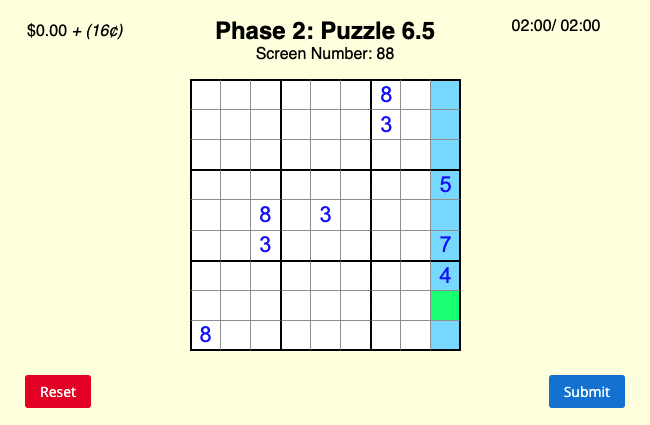 $0.00 + (16¢)
Phase 2: Puzzle 6.5
02:00/ 02:00
Screen Number: 88
8
3
5
8 3
3 7
4
8
Reset
Submit